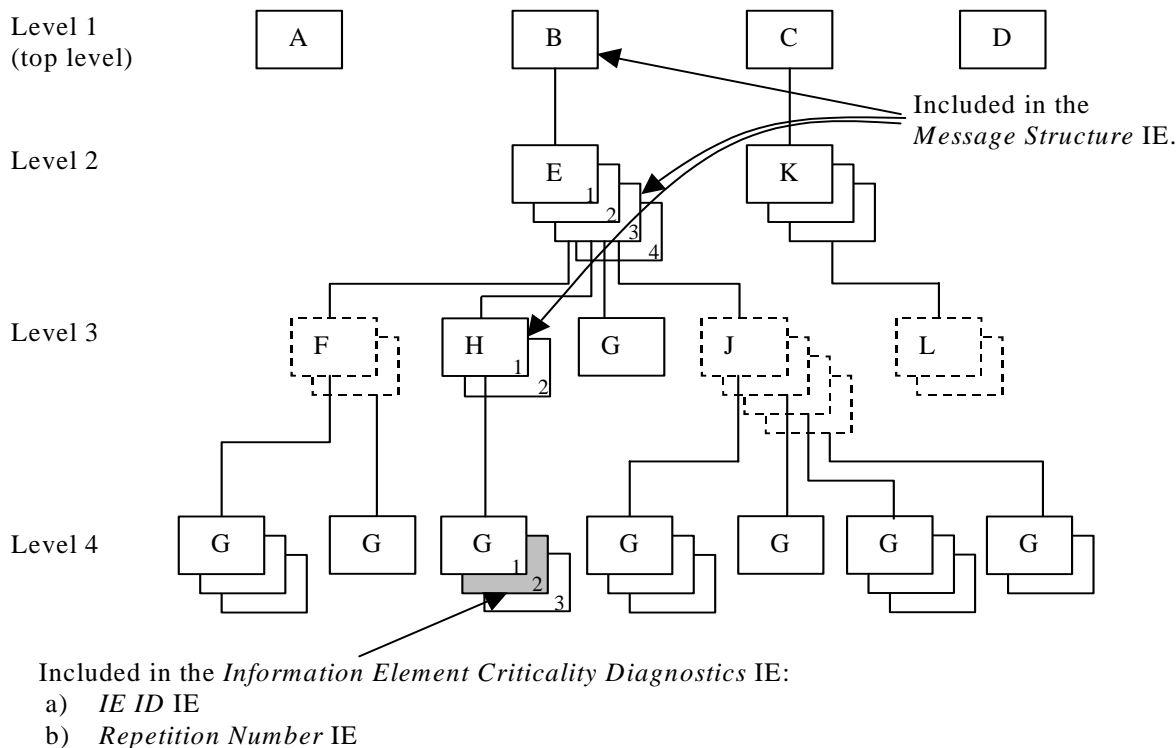 Level 1
(top level)
A
B
C
D
Included in the
Message Structure IE.
Level 2
E
1
2
3
4
K
Level 3
F
H
1
2
G
J
L
Level 4
G
G
G
1
2
3
G
G
G
G
Included in the Information Element Criticality Diagnostics IE:
a) IE ID IE
b) Repetition Number IE